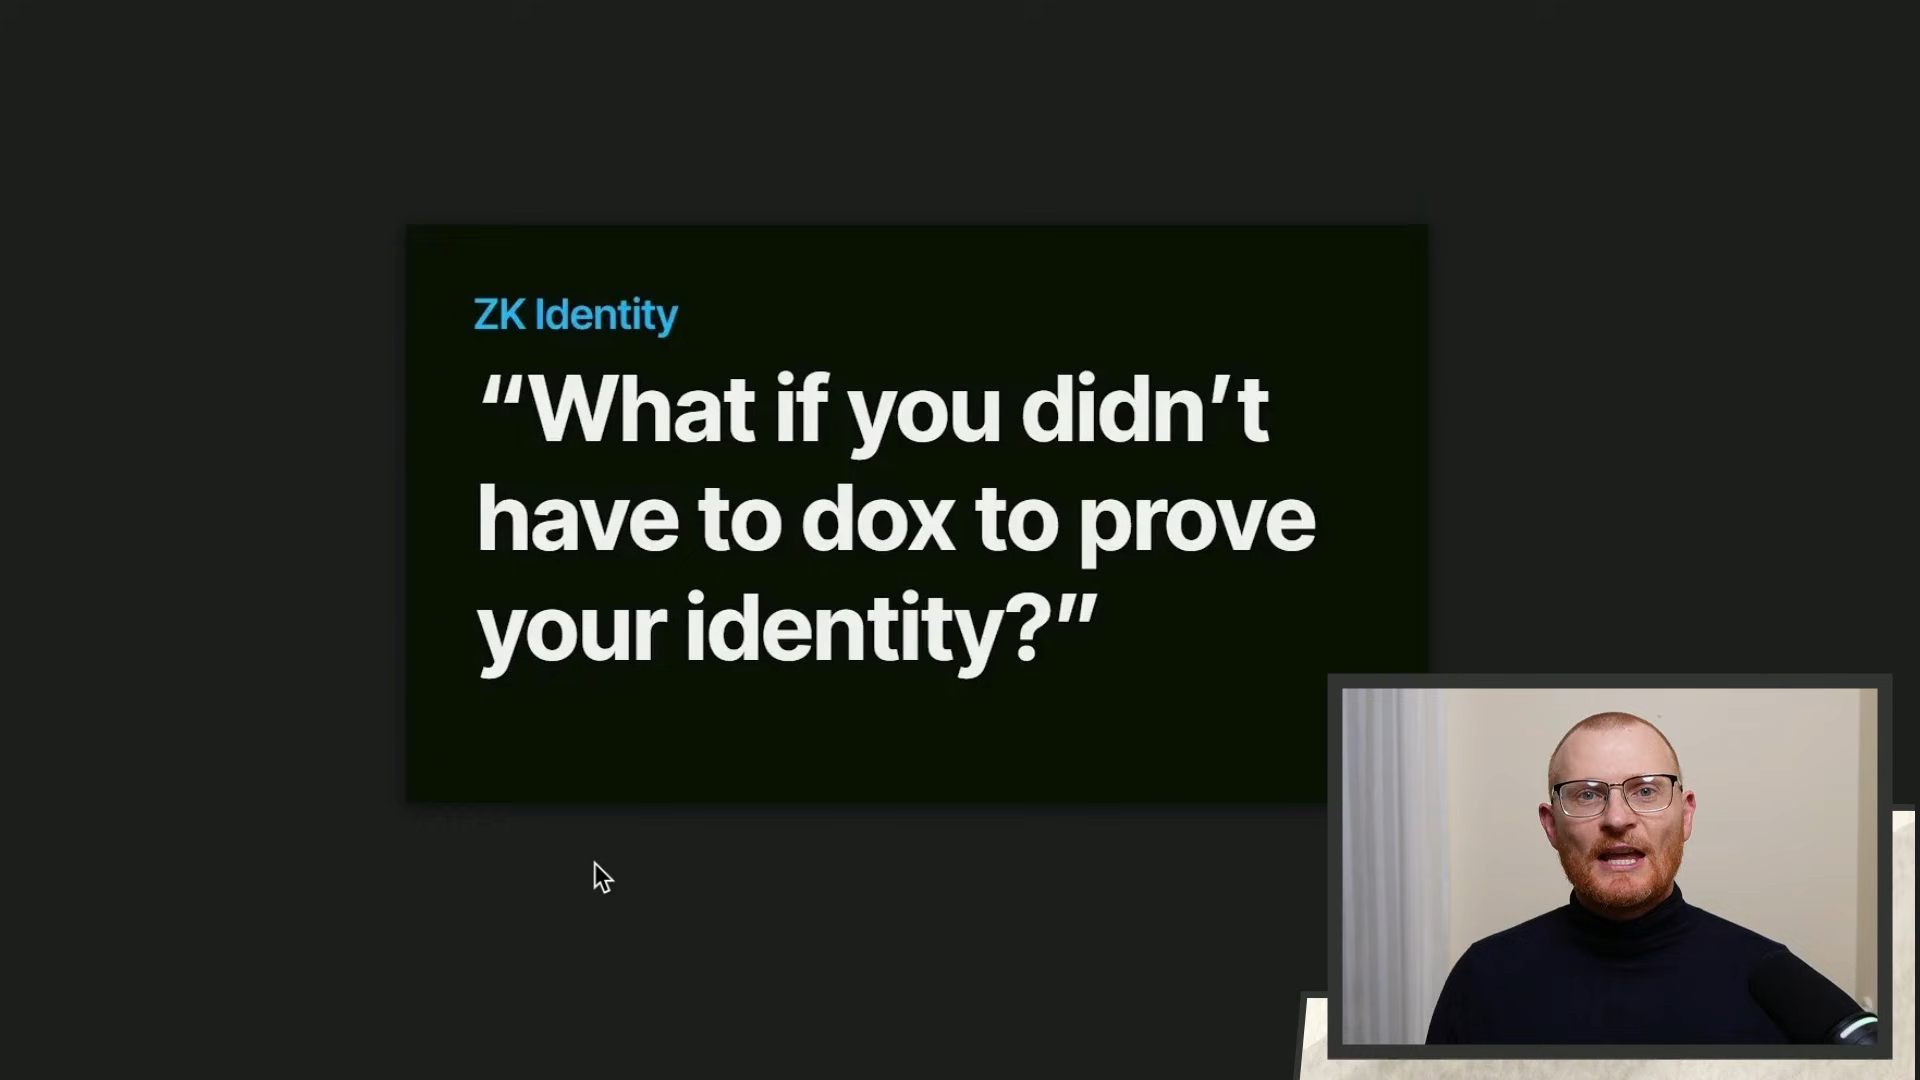 ZK Identity
“What if you didn’t
have to dox to prove
your identity?”